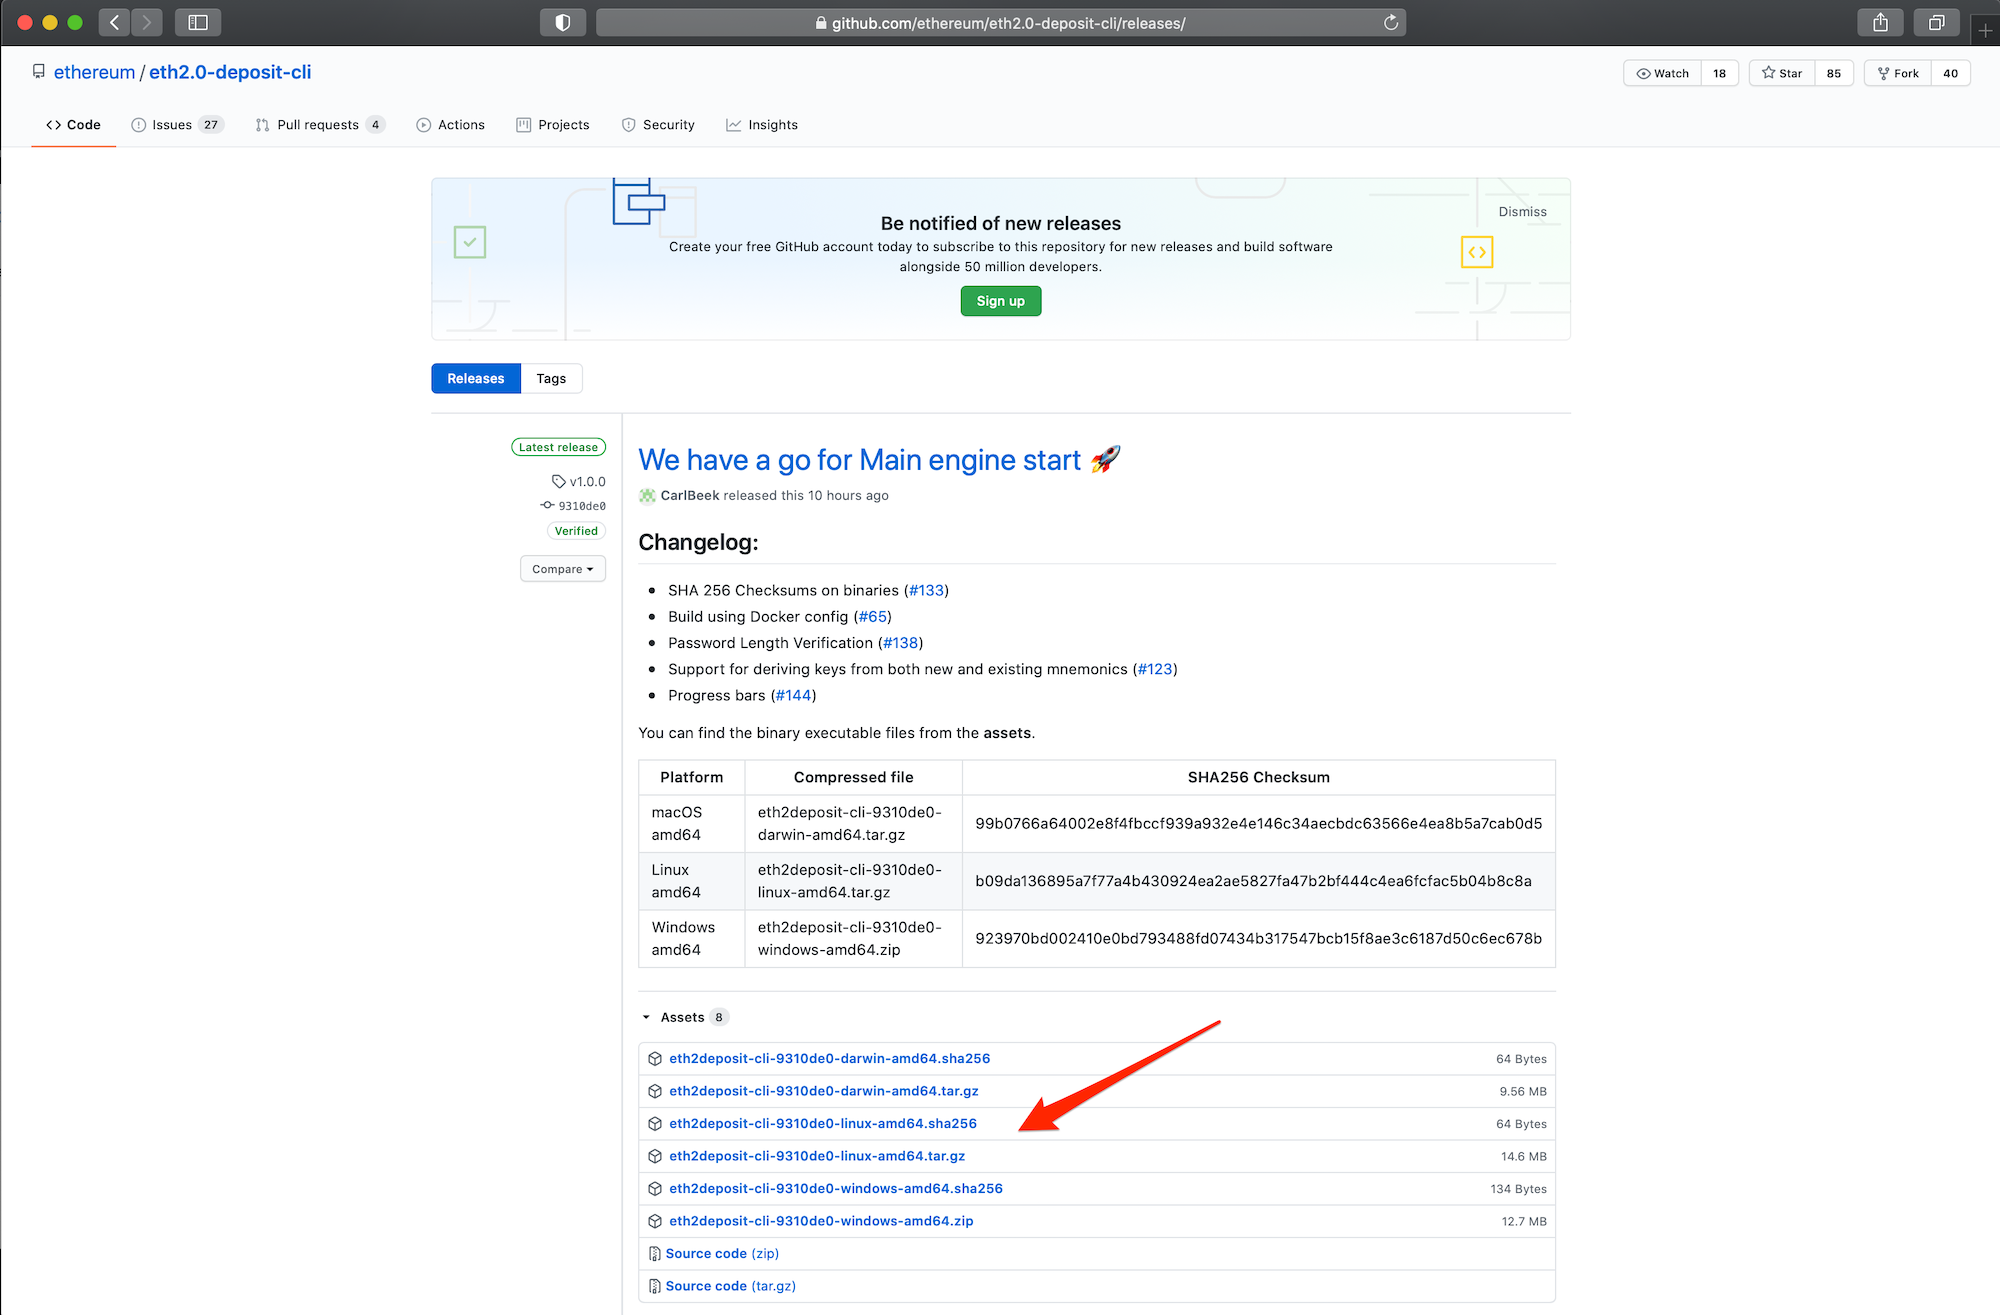 github.com/ethereum/eth2.0-deposit-cli/releases/
ethereum / eth2.0-deposit-cli
Watch 18 Star 85 Fork 40
Code Issues 27 Pull requests 4 Actions Projects Security Insights
Be notified of new releases
Dismiss
Create your free GitHub account today to subscribe to this repository for new releases and build software
alongside 50 million developers.
Sign up
Releases Tags
Latest release
v1.0.0
9310de0
Verified
Compare
We have a go for Main engine start 🚀
CarlBeek released this 10 hours ago
Changelog:
• SHA 256 Checksums on binaries (#133)
• Build using Docker config (#65)
• Password Length Verification (#138)
• Support for deriving keys from both new and existing mnemonics (#123)
• Progress bars (#144)
You can find the binary executable files from the assets.
Platform Compressed file SHA256 Checksum
macOS
amd64
eth2deposit-cli-9310de0-
darwin-amd64.tar.gz
99b0766a64002e8f4fbccf939a932e4e146c34aecbdc63566e4ea8b5a7cab0d5
Linux
amd64
eth2deposit-cli-9310de0-
linux-amd64.tar.gz
b09da136895a7f77a4b430924ea2ae5827fa47b2bf444c4ea6fcfac5b04b8c8a
Windows
amd64
eth2deposit-cli-9310de0-
windows-amd64.zip
923970bd002410e0bd793488fd07434b317547bcb15f8ae3c6187d50c6ec678b
Assets 8
eth2deposit-cli-9310de0-darwin-amd64.sha256 64 Bytes
eth2deposit-cli-9310de0-darwin-amd64.tar.gz 9.56 MB
eth2deposit-cli-9310de0-linux-amd64.sha256 64 Bytes
eth2deposit-cli-9310de0-linux-amd64.tar.gz 14.6 MB
eth2deposit-cli-9310de0-windows-amd64.sha256 134 Bytes
eth2deposit-cli-9310de0-windows-amd64.zip 12.7 MB
Source code (zip)
Source code (tar.gz)